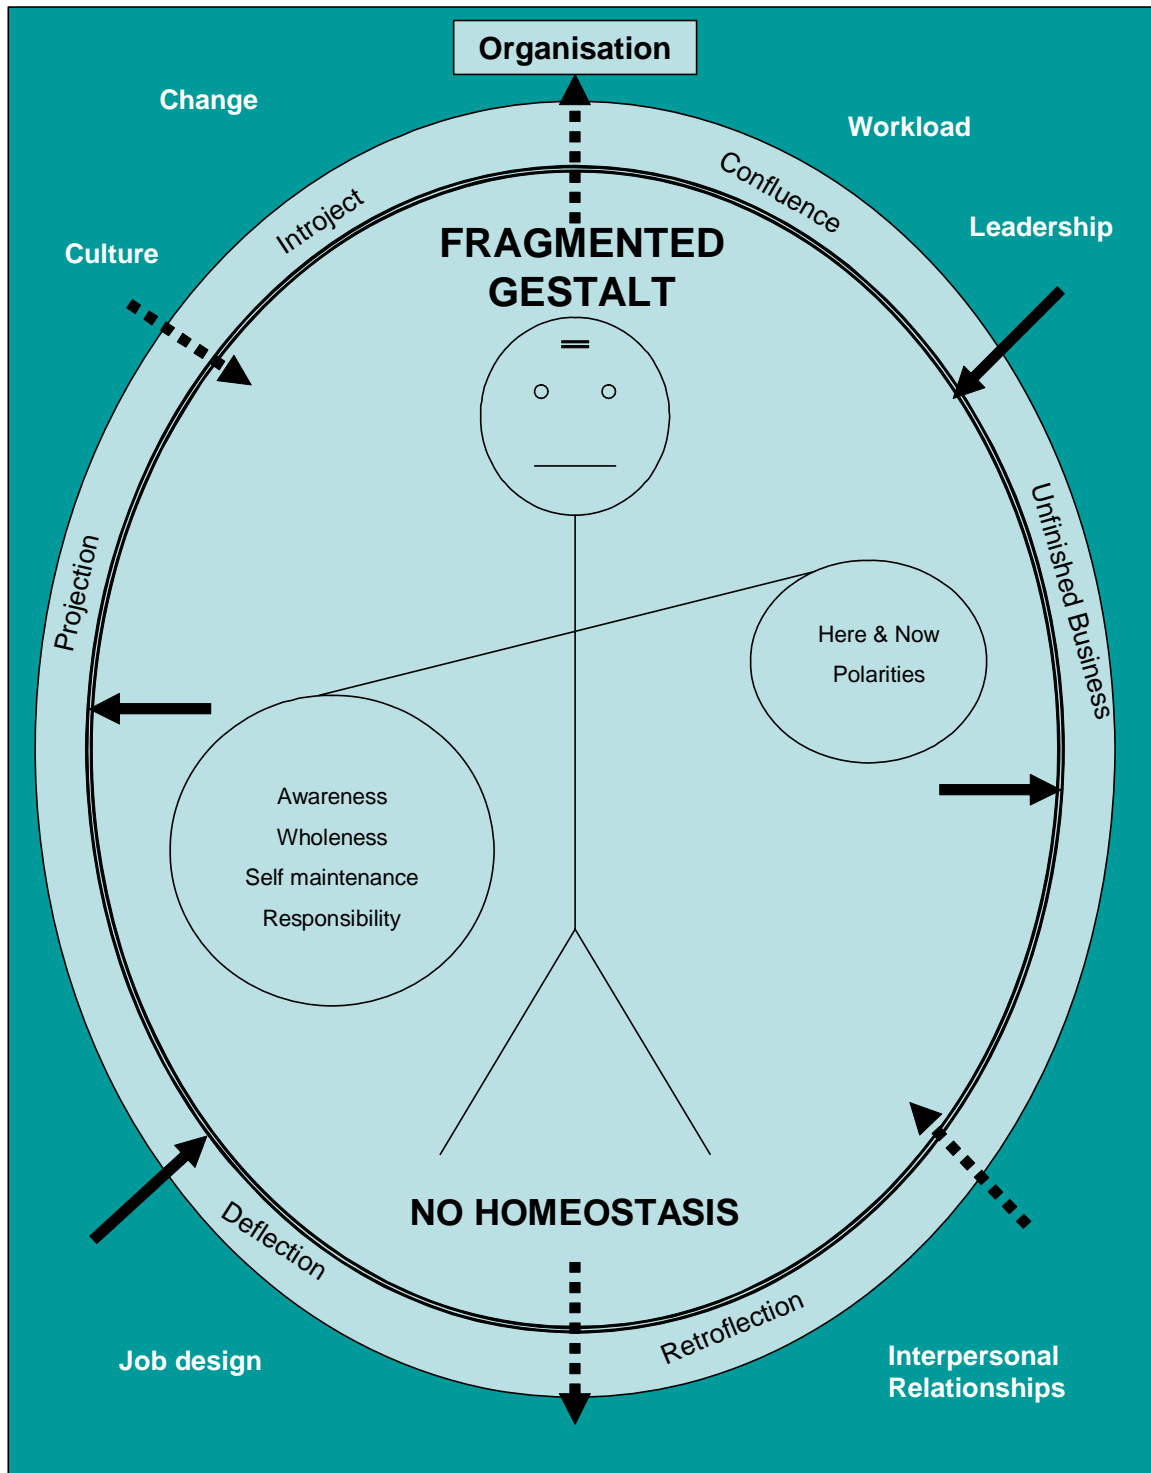 Organisation
Change
Workload
Confluence
Introject
Leadership
Culture
FRAGMENTED
GESTALT
Unfinished Business
Projection
Here & Now
Polarities
Awareness
Wholeness
Self maintenance
Responsibility
NO HOMEOSTASIS
Deflection
Retroflection
Job design
Interpersonal
Relationships